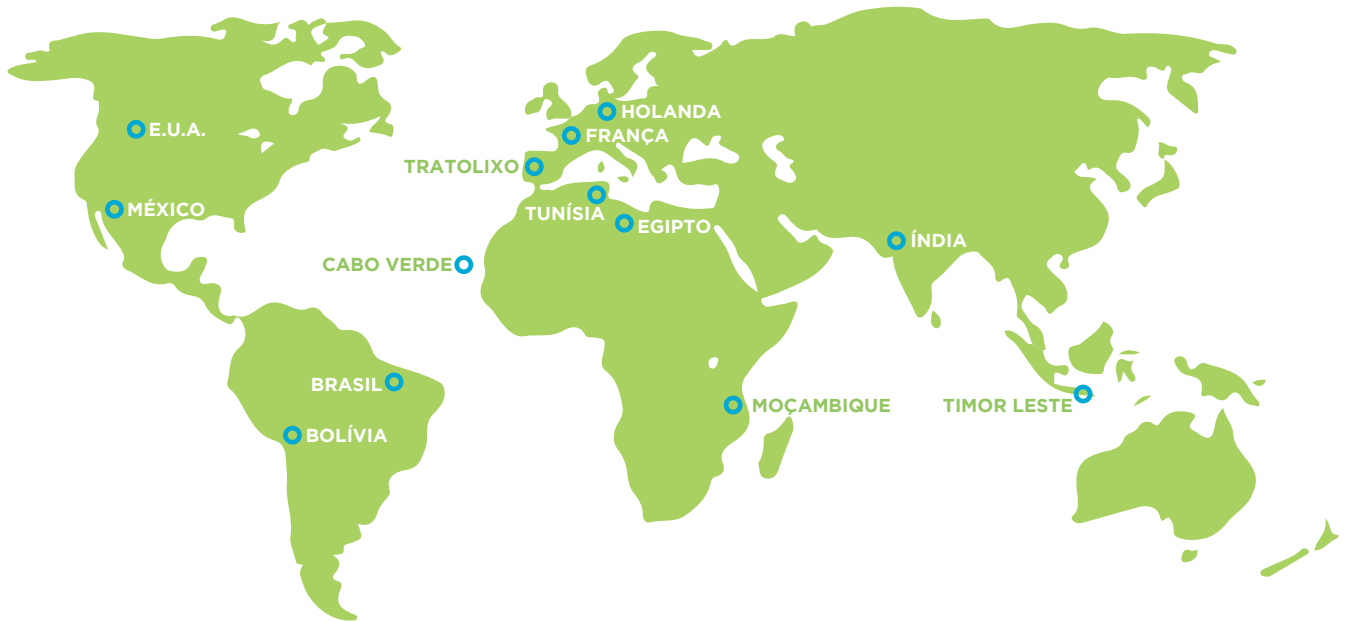 HOLANDA
E.U.A.
FRANÇA
TRATOLIXO
MÉXICO
TUNÍSIA
EGIPTO
ÍNDIA
CABO VERDE
BRASIL
MOÇAMBIQUE
TIMOR LESTE
BOLÍVIA